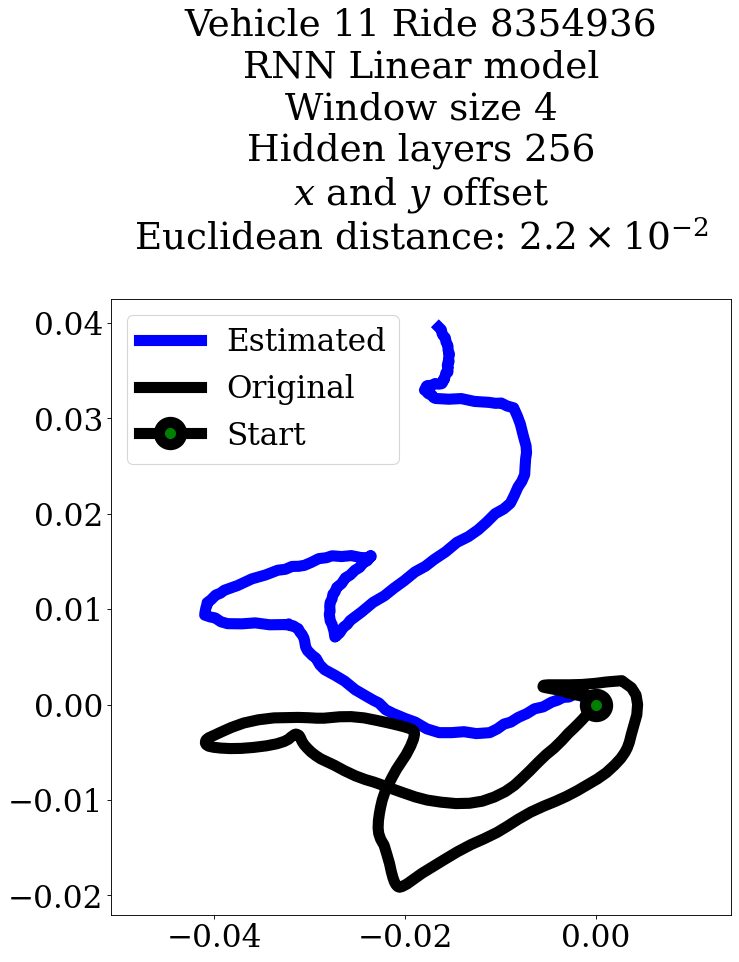 Vehicle 11 Ride 8354936
RNN Linear model
Window size 4
Hidden layers 256
x and y offset
Euclidean distance: 2.2 × 10⁻²
Estimated
Original
Start
0.04
0.03
0.02
0.01
0.00
−0.01
−0.02
−0.04
−0.02
0.00